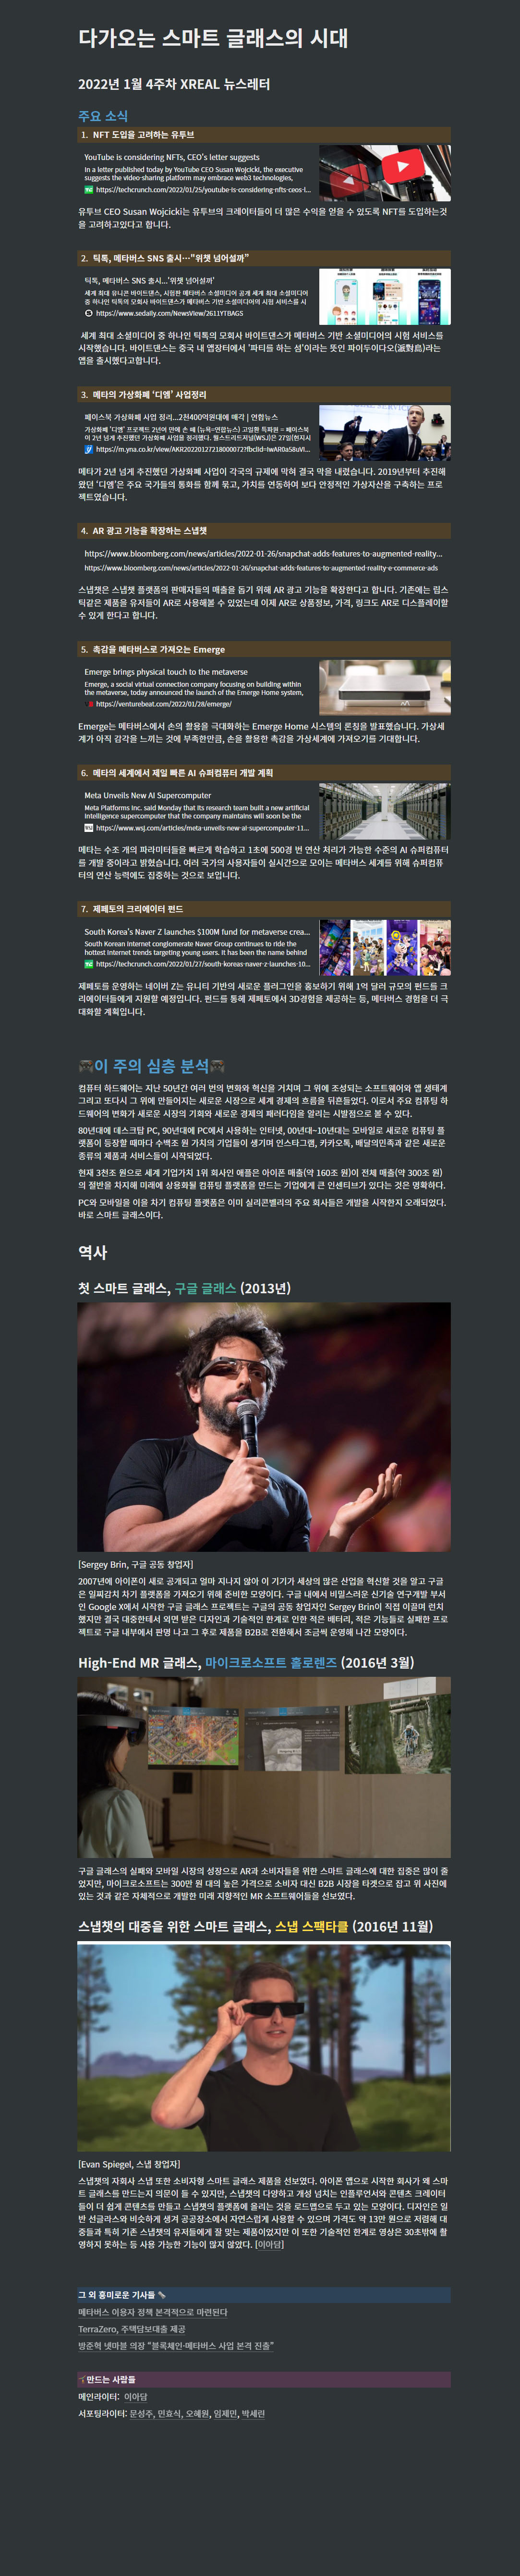 다가오는 스마트 글래스의 시대
2022년 1월 4주차 XREAL 뉴스레터
주요 소식
1. NFT 도입을 고려하는 유투브
YouTube is considering NFTs, CEO's letter suggests
In a letter published today by YouTube CEO Susan Wojcicki, the executive
suggests the video-sharing platform may embrace web3 technologies,
https://techcrunch.com/2022/01/25/youtube-is-considering-nfts-ceos-l...
유투브 CEO Susan Wojcicki는 유투브의 크레이터들이 더 많은 수익을 얻을 수 있도록 NFT를 도입하는것
을 고려하고있다고 합니다.
2. 틱톡, 메타버스 SNS 출시…“위챗 넘어설까”
틱톡, 메타버스 SNS 출시...'위챗 넘어설까'
세계 최대 유니콘 바이트댄스, 시험판 메타버스 소셜미디어 공개 세계 최대 소셜미디어
중 하나인 틱톡의 모회사 바이트댄스가 메타버스 기반 소셜미디어의 시험 서비스를 시
https://www.sedaily.com/NewsView/2611YTBAGS
세계 최대 소셜미디어 중 하나인 틱톡의 모회사 바이트댄스가 메타버스 기반 소셜미디어의 시험 서비스를
시작했습니다. 바이트댄스는 중국 내 앱장터에서 '파티를 하는 섬'이라는 뜻인 파이두이다오(派對島)라는
앱을 출시했다고합니다.
3. 메타의 가상화폐 ‘디엠’ 사업정리
페이스북 가상화폐 사업 정리...2천400억원대에 매각 | 연합뉴스
가상화폐 '디엠' 프로젝트 2년여 만에 손 떼 (뉴욕=연합뉴스) 고일환 특파원 = 페이스북
이 2년 넘게 추진했던 가상화폐 사업을 정리했다. 월스트리트저널(WSJ)은 27일(현지시
https://m.yna.co.kr/view/AKR20220127218000072?fbclid=IwAR0aS8uVl...
메타가 2년 넘게 추진했던 가상화폐 사업이 각국의 규제에 막혀 결국 막을 내렸습니다. 2019년부터 추진해
왔던 ‘디엠’은 주요 국가들의 통화를 함께 묶고, 가치를 연동하여 보다 안정적인 가상자산을 구축하는 프로
젝트였습니다.
4. AR 광고 기능을 확장하는 스냅챗
https://www.bloomberg.com/news/articles/2022-01-26/snapchat-adds-features-to-augmented-reality...
https://www.bloomberg.com/news/articles/2022-01-26/snapchat-adds-features-to-augmented-reality-e-commerce-ads
스냅챗은 스냅챗 플랫폼의 판매자들의 매출을 돕기 위해 AR 광고 기능을 확장한다고 합니다. 기존에는 립스
틱같은 제품을 유저들이 AR로 사용해볼 수 있었는데 이제 AR로 상품정보, 가격, 링크도 AR로 디스플레이할
수 있게 한다고 합니다.
5. 촉감을 메타버스로 가져오는 Emerge
Emerge brings physical touch to the metaverse
Emerge, a social virtual connection company focusing on building within
the metaverse, today announced the launch of the Emerge Home system,
https://venturebeat.com/2022/01/28/emerge/
Emerge는 메타버스에서 손의 활용을 극대화하는 Emerge Home 시스템의 론칭을 발표했습니다. 가상세
계가 아직 감각을 느끼는 것에 부족한만큼, 손을 활용한 촉감을 가상세계에 가져오기를 기대합니다.
6. 메타의 세계에서 제일 빠른 AI 슈퍼컴퓨터 개발 계획
Meta Unveils New AI Supercomputer
Meta Platforms Inc. said Monday that its research team built a new artificial
intelligence supercomputer that the company maintains will soon be the
https://www.wsj.com/articles/meta-unveils-new-ai-supercomputer-11...
메타는 수조 개의 파라미터들을 빠르게 학습하고 1초에 500경 번 연산 처리가 가능한 수준의 AI 슈퍼컴퓨터
를 개발 중이라고 밝혔습니다. 여러 국가의 사용자들이 실시간으로 모이는 메타버스 세계를 위해 슈퍼컴퓨
터의 연산 능력에도 집중하는 것으로 보입니다.
7. 제페토의 크리에이터 펀드
South Korea's Naver Z launches $100M fund for metaverse crea...
South Korean Internet conglomerate Naver Group continues to ride the
hottest internet trends targeting young users. It has been the name behind
https://techcrunch.com/2022/01/27/south-koreas-naver-z-launches-10...
제페토를 운영하는 네이버 Z는 유니티 기반의 새로운 플러그인을 홍보하기 위해 1억 달러 규모의 펀드를 크
리에이터들에게 지원할 예정입니다. 펀드를 통해 제페토에서 3D경험을 제공하는 등, 메타버스 경험을 더 극
대화할 계획입니다.
이 주의 심층 분석
컴퓨터 하드웨어는 지난 50년간 여러 번의 변화와 혁신을 거치며 그 위에 조성되는 소프트웨어와 앱 생태계
그리고 또다시 그 위에 만들어지는 새로운 시장으로 세계 경제의 흐름을 뒤흔들었다. 이로서 주요 컴퓨팅 하
드웨어의 변화가 새로운 시장의 기회와 새로운 경제의 패러다임을 알리는 시발점으로 볼 수 있다.
80년대에 데스크탑 PC, 90년대에 PC에서 사용하는 인터넷, 00년대~10년대는 모바일로 새로운 컴퓨팅 플
랫폼이 등장할 때마다 수백조 원 가치의 기업들이 생기며 인스타그램, 카카오톡, 배달의민족과 같은 새로운
종류의 제품과 서비스들이 시작되었다.
현재 3천조 원으로 세계 기업가치 1위 회사인 애플은 아이폰 매출(약 160조 원)이 전체 매출(약 300조 원)
의 절반을 차지해 미래에 상용화될 컴퓨팅 플랫폼을 만드는 기업에게 큰 인센티브가 있다는 것은 명확하다.
PC와 모바일을 이을 차기 컴퓨팅 플랫폼은 이미 실리콘벨리의 주요 회사들은 개발을 시작한지 오래되었다.
바로 스마트 글래스이다.
역사
첫 스마트 글래스, 구글 글래스 (2013년)
[Sergey Brin, 구글 공동 창업자]
2007년에 아이폰이 새로 공개되고 얼마 지나지 않아 이 기기가 세상의 많은 산업을 혁신할 것을 알고 구글
은 일찌감치 차기 플랫폼을 가져오기 위해 준비한 모양이다. 구글 내에서 비밀스러운 신기술 연구개발 부서
인 Google X에서 시작한 구글 글래스 프로젝트는 구글의 공동 창업자인 Sergey Brin이 직접 이끌며 런치
했지만 결국 대중한테서 외면 받은 디자인과 기술적인 한계로 인한 적은 배터리, 적은 기능들로 실패한 프로
젝트로 구글 내부에서 판명 나고 그 후로 제품을 B2B로 전환해서 조금씩 운영해 나간 모양이다.
High-End MR 글래스, 마이크로소프트 홀로렌즈 (2016년 3월)
구글 글래스의 실패와 모바일 시장의 성장으로 AR과 소비자들을 위한 스마트 글래스에 대한 집중은 많이 줄
었지만, 마이크로소프트는 300만 원 대의 높은 가격으로 소비자 대신 B2B 시장을 타겟으로 잡고 위 사진에
있는 것과 같은 자체적으로 개발한 미래 지향적인 MR 소프트웨어들을 선보였다.
스냅챗의 대중을 위한 스마트 글래스, 스냅 스펙타클 (2016년 11월)
[Evan Spiegel, 스냅 창업자]
스냅챗의 자회사 스냅 또한 소비자형 스마트 글래스 제품을 선보였다. 아이폰 앱으로 시작한 회사가 왜 스마
트 글래스를 만드는지 의문이 들 수 있지만, 스냅챗의 다양하고 개성 넘치는 인플루언서와 콘텐츠 크레이터
들이 더 쉽게 콘텐츠를 만들고 스냅챗의 플랫폼에 올리는 것을 로드맵으로 두고 있는 모양이다. 디자인은 일
반 선글라스와 비슷하게 생겨 공공장소에서 자연스럽게 사용할 수 있으며 가격도 약 13만 원으로 저렴해 대
중들과 특히 기존 스냅챗의 유저들에게 잘 맞는 제품이었지만 이 또한 기술적인 한계로 영상은 30초밖에 촬
영하지 못하는 등 사용 가능한 기능이 많지 않았다. [이아담]
그 외 흥미로운 기사들
메타버스 이용자 정책 본격적으로 마련된다
TerraZero, 주택담보대출 제공
방준혁 넷마블 의장 “블록체인·메타버스 사업 본격 진출”
만드는 사람들
메인라이터: 이아담
서포팅라이터: 문성주, 민효식, 오혜원, 임제민, 박세린